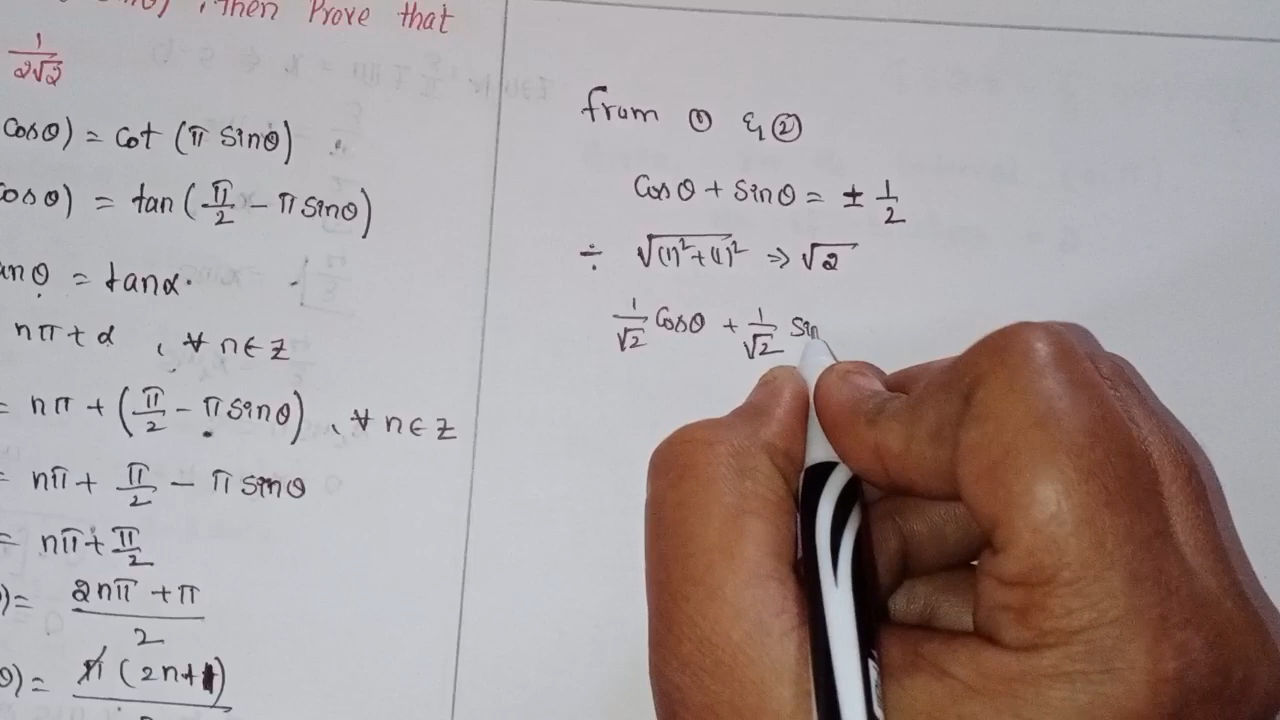 , Then Prove that
1/2√2
cosθ) = cot (π sinθ)
cosθ) = tan (π/2 − π sinθ)
anθ = tanα.
nπ + α , ∀ n ∈ Z
= nπ + (π/2 − π sinθ) , ∀ n ∈ Z
= nπ + π/2 − π sinθ
= nπ + π/2
)= 2nπ + π / 2
θ) = π (2n+1)
from ① & ②
cosθ + sinθ = ± 1/2
÷ √(1)²+(1)² ⇒ √2
1/√2 cosθ + 1/√2 sin